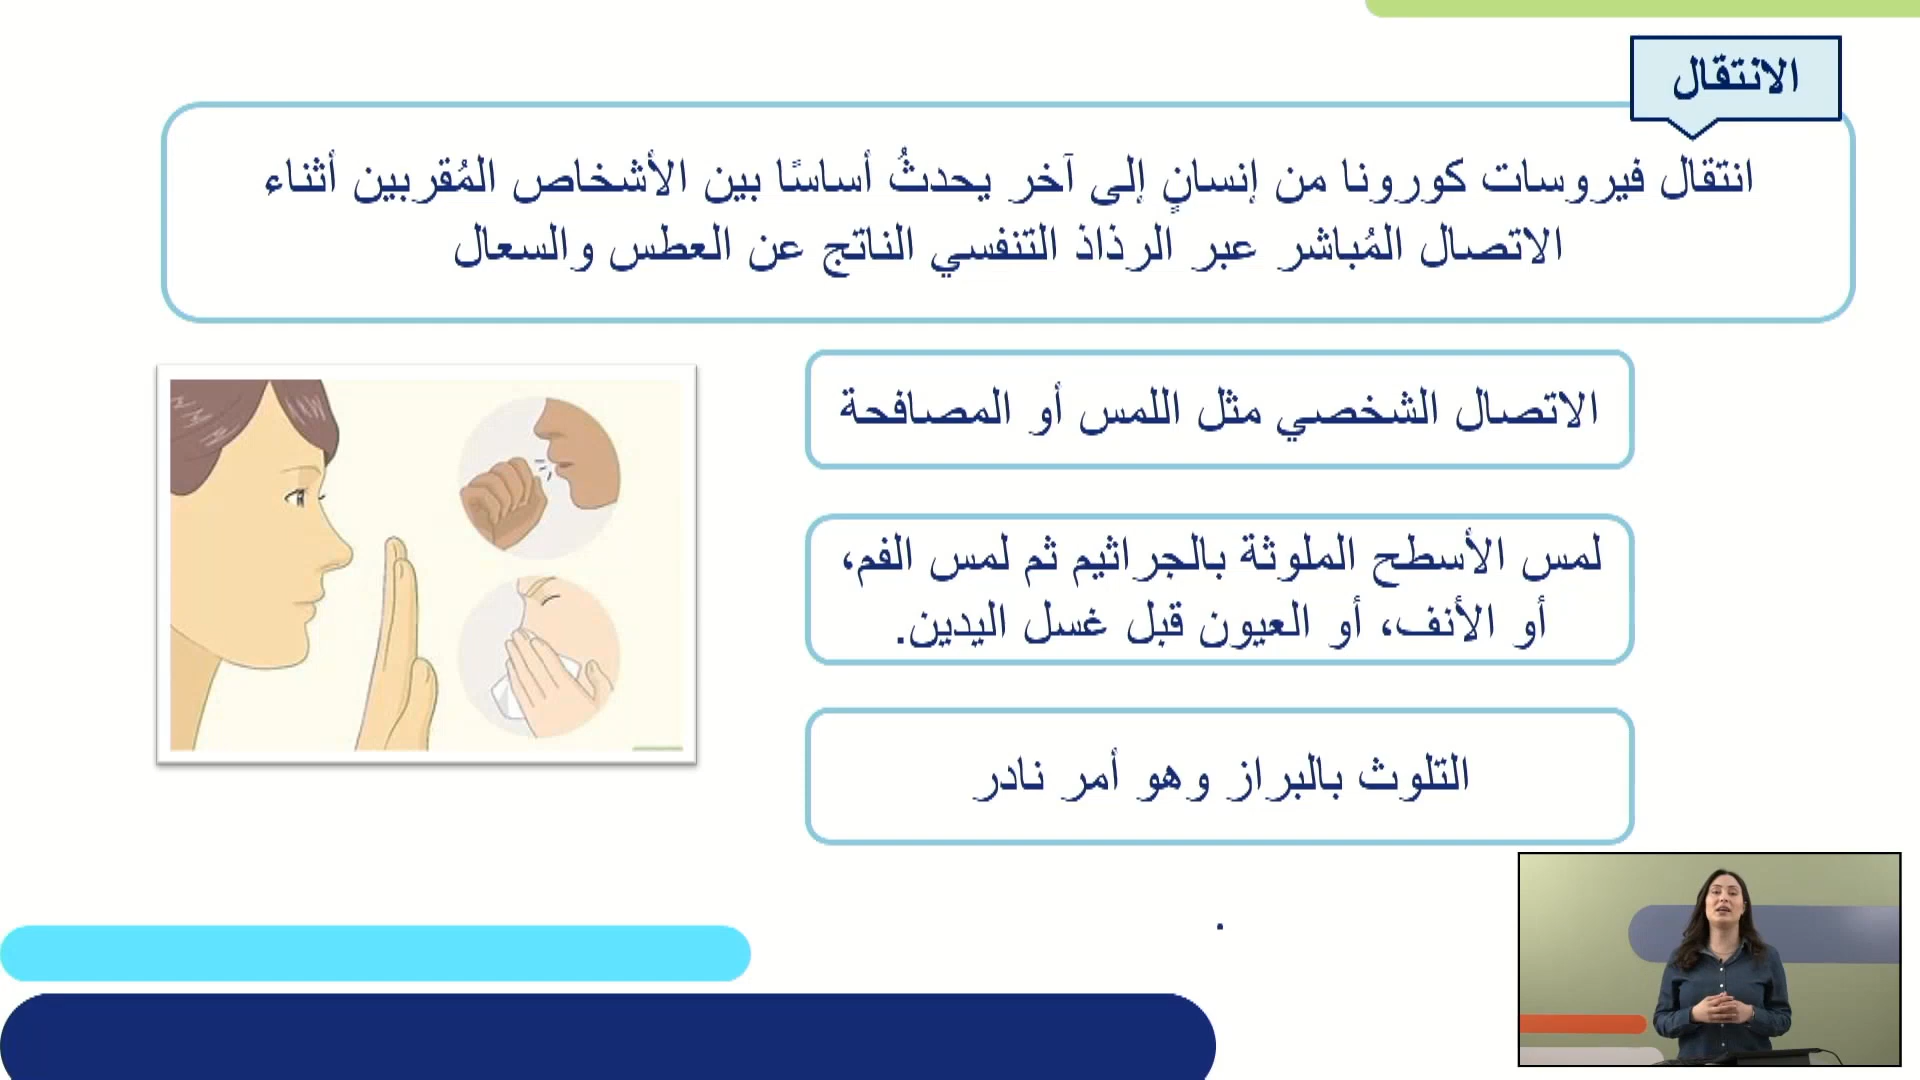 الانتقال
انتقال فيروسات كورونا من إنسانٍ إلى آخر يحدثُ أساسًا بين الأشخاص المُقربين أثناء
الاتصال المُباشر عبر الرذاذ التنفسي الناتج عن العطس والسعال
الاتصال الشخصي مثل اللمس أو المصافحة
لمس الأسطح الملوثة بالجراثيم ثم لمس الفم،
أو الأنف، أو العيون قبل غسل اليدين.
التلوث بالبراز وهو أمر نادر
.